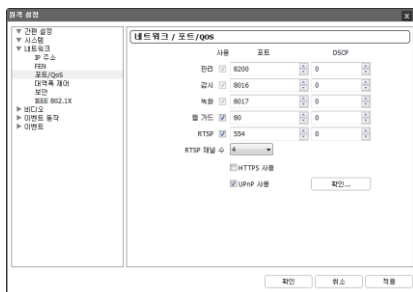 원격 설정
▼ 간편 설정
▼ 시스템
▼ 네트워크
IP 주소
FEN
포트/QoS
대역폭 제어
보안
IEEE 802.1X
▶ 비디오
▶ 이벤트 동작
▶ 이벤트
네트워크 / 포트/QoS
사용 포트 DSCP
관리 8200 0
감시 8016 0
녹화 8017 0
웹 가드 80 0
RTSP 554 0
RTSP 채널 수 4
HTTPS 사용
UPnP 사용 확인...
확인 취소 적용